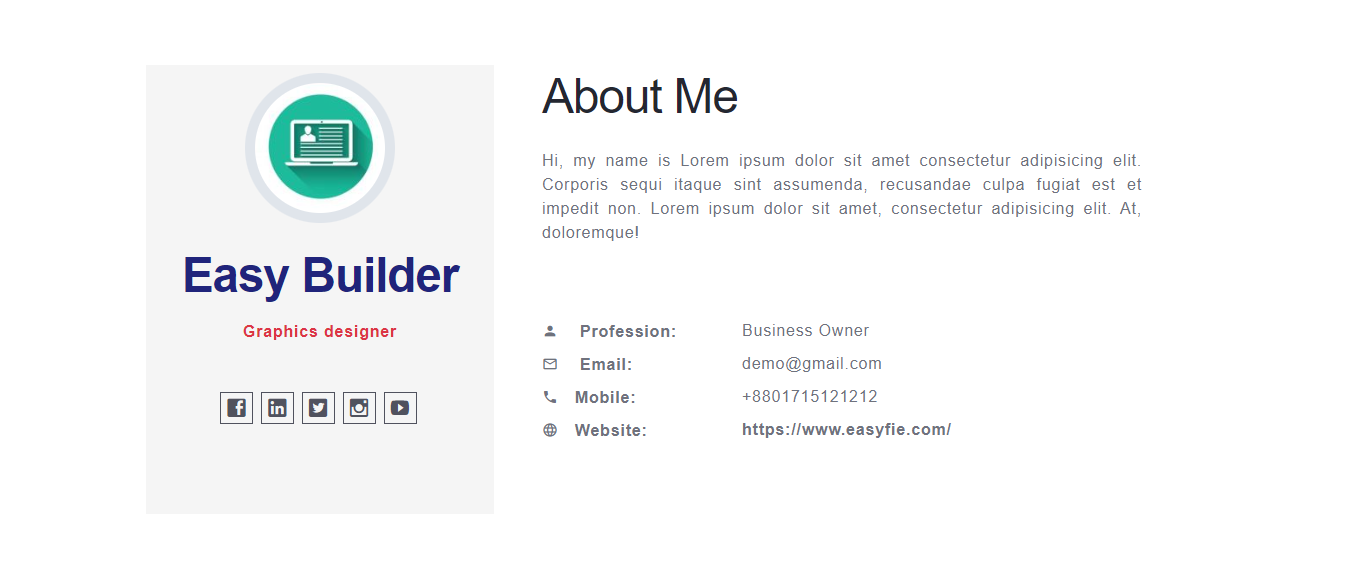 Easy Builder
Graphics designer
About Me
Hi, my name is Lorem ipsum dolor sit amet consectetur adipisicing elit.
Corporis sequi itaque sint assumenda, recusandae culpa fugiat est et
impedit non. Lorem ipsum dolor sit amet, consectetur adipisicing elit. At,
doloremque!
Profession: Business Owner
Email: demo@gmail.com
Mobile: +8801715121212
Website: https://www.easyfie.com/